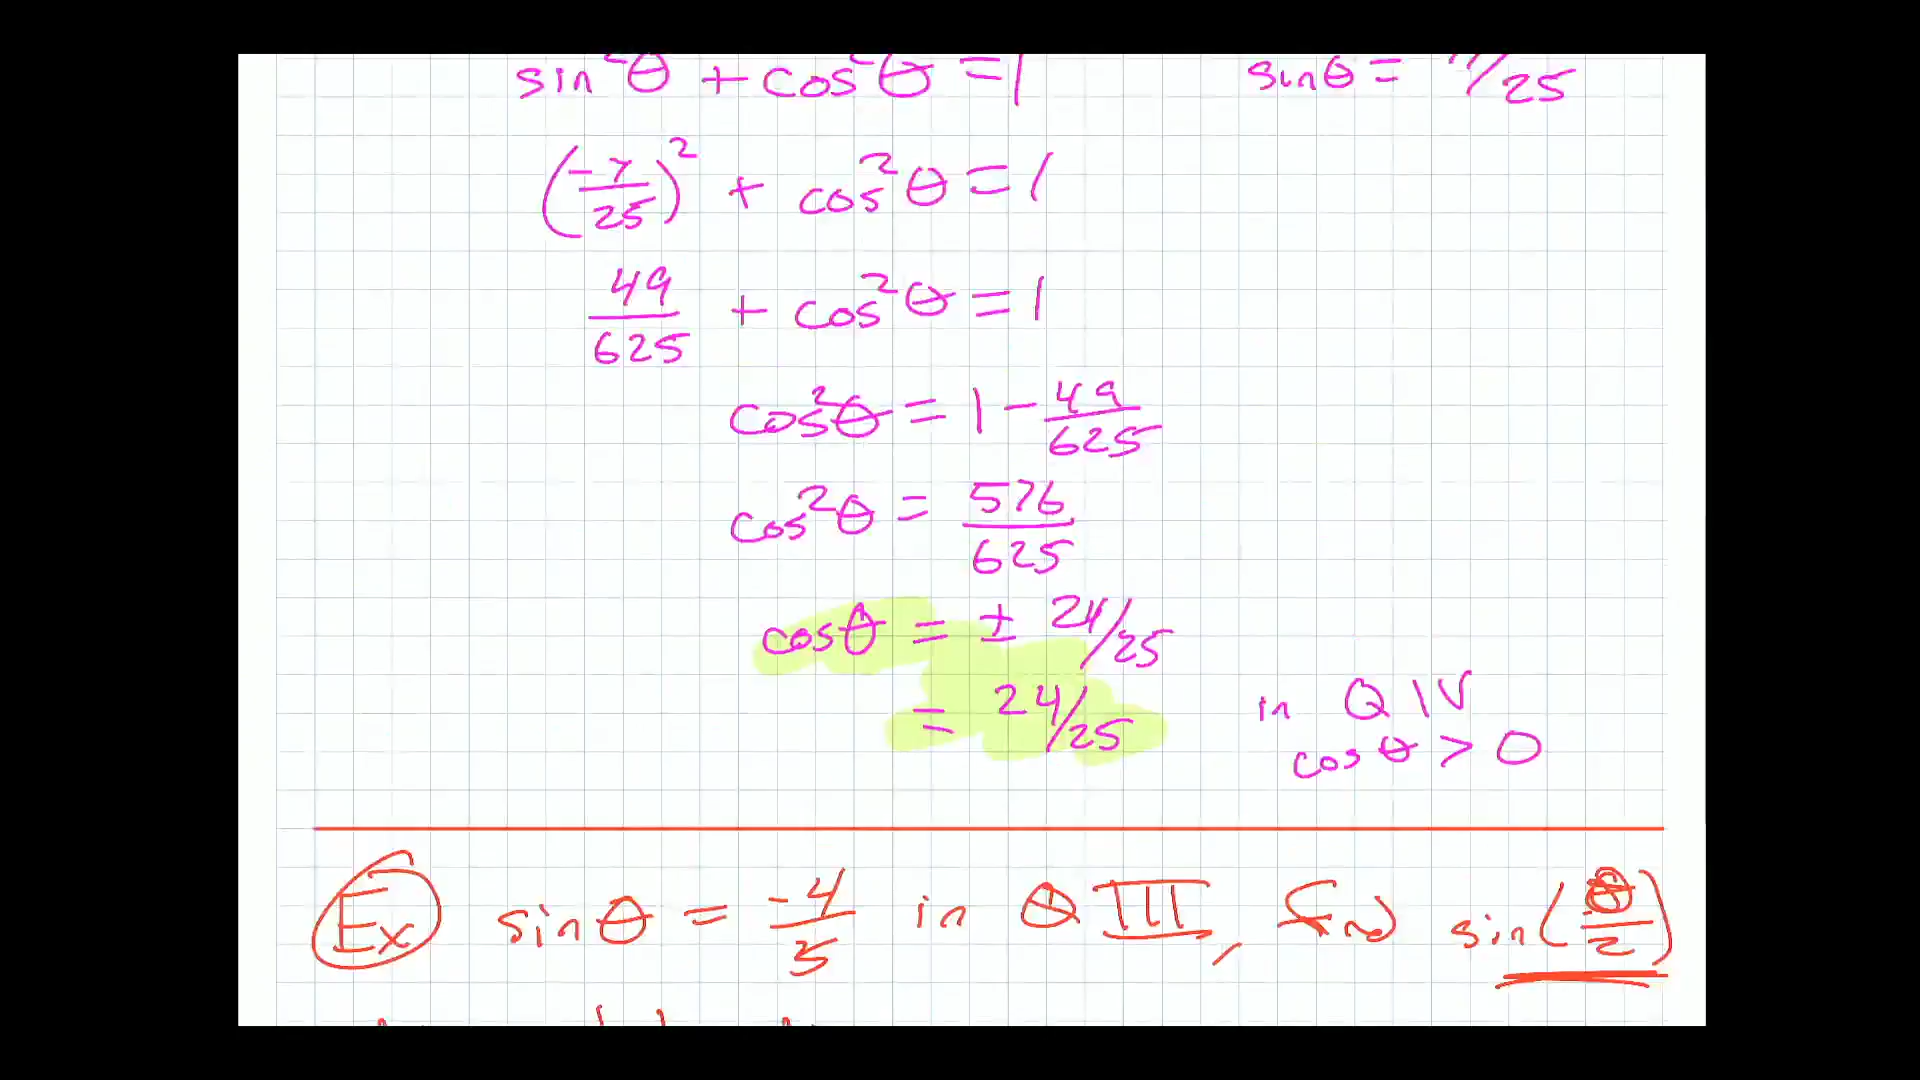 sin²θ + cos²θ = 1
sinθ = /25
(-7/25)² + cos²θ = 1
49/625 + cos²θ = 1
cos²θ = 1 - 49/625
cos²θ = 576/625
cosθ = ± 24/25
= 24/25
in Q IV
cosθ > 0
Ex sinθ = -4/5 in Q III, find sin(θ/2)